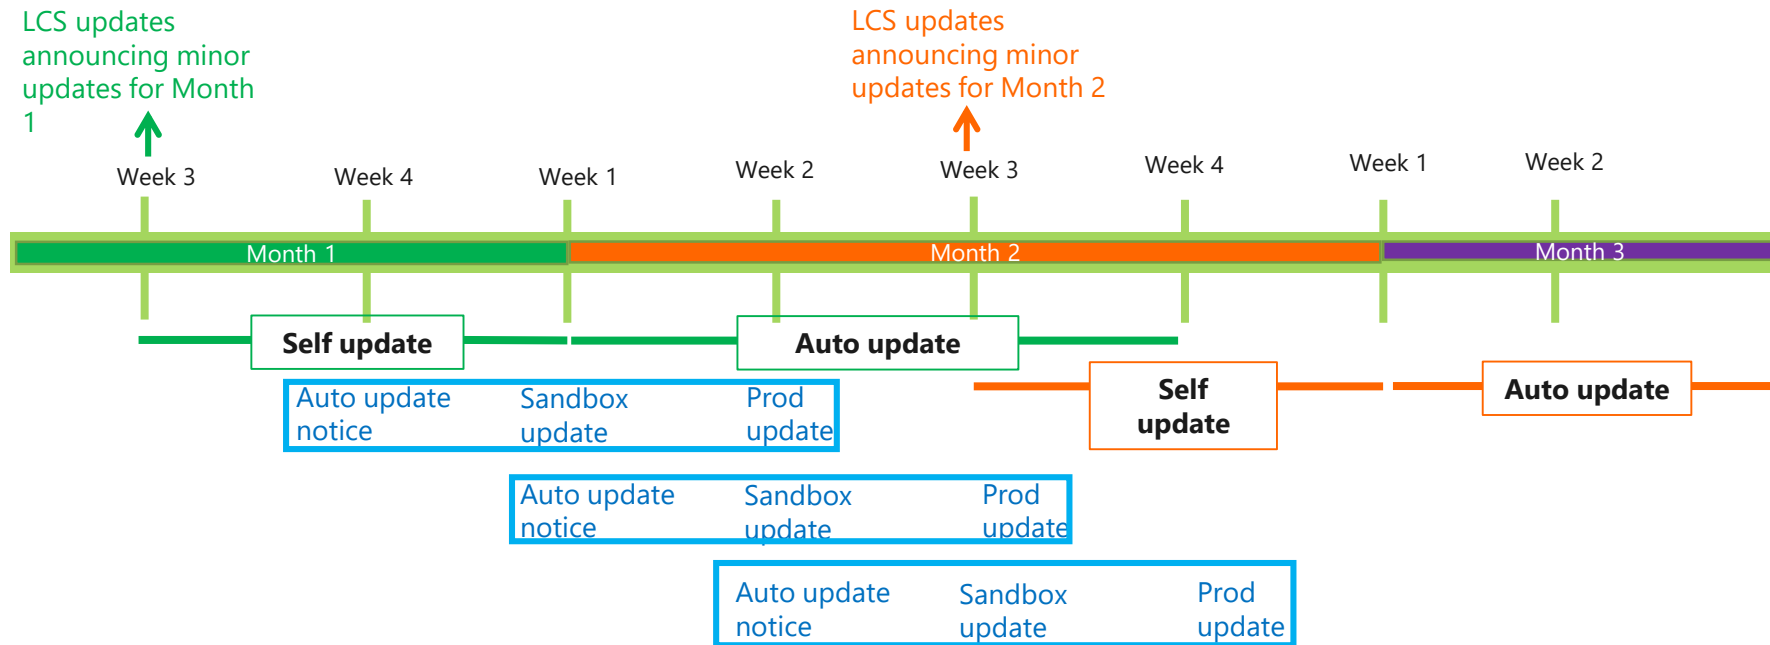 LCS updates
announcing minor
updates for Month
1
LCS updates
announcing minor
updates for Month 2
Week 3
Week 4
Week 1
Week 2
Week 3
Week 4
Week 1
Week 2
Month 1
Month 2
Month 3
Self update
Auto update
Self
update
Auto update
Auto update
notice
Sandbox
update
Prod
update
Auto update
notice
Sandbox
update
Prod
update
Auto update
notice
Sandbox
update
Prod
update